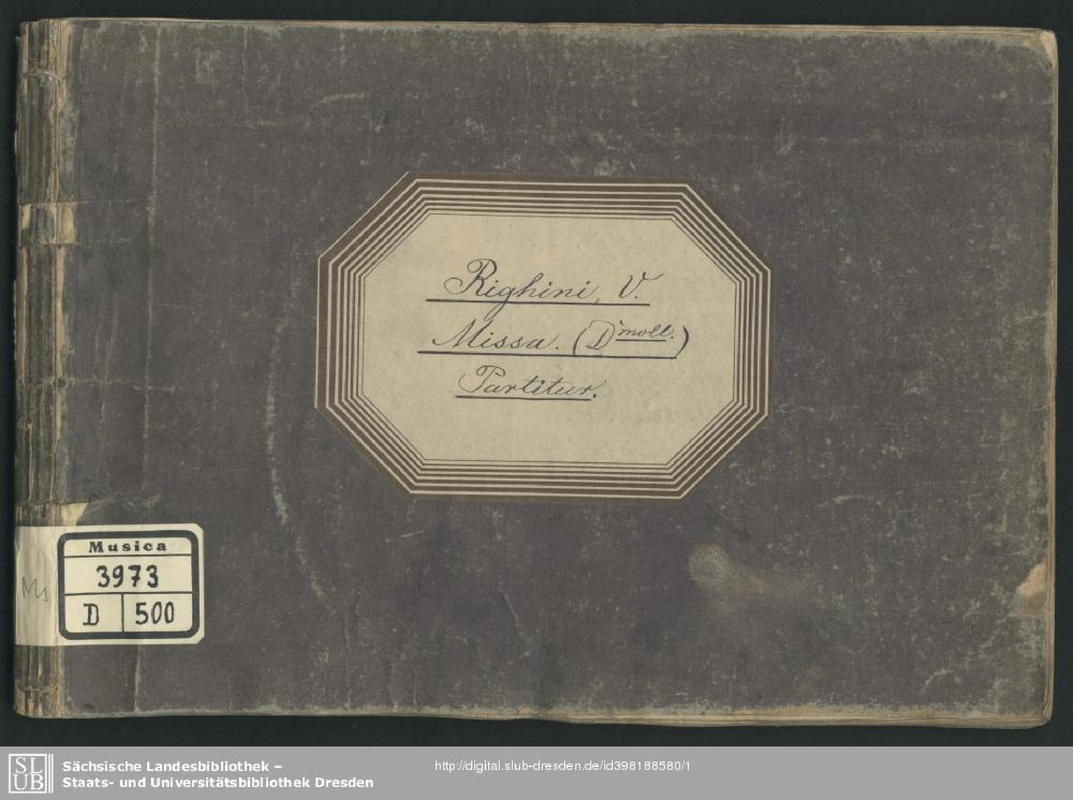 Righini, V.
Missa. (D moll.)
Partitur.
Ms
Musica
3973
D 500
SLUB
Sächsische Landesbibliothek –
Staats- und Universitätsbibliothek Dresden
http://digital.slub-dresden.de/id398188580/1